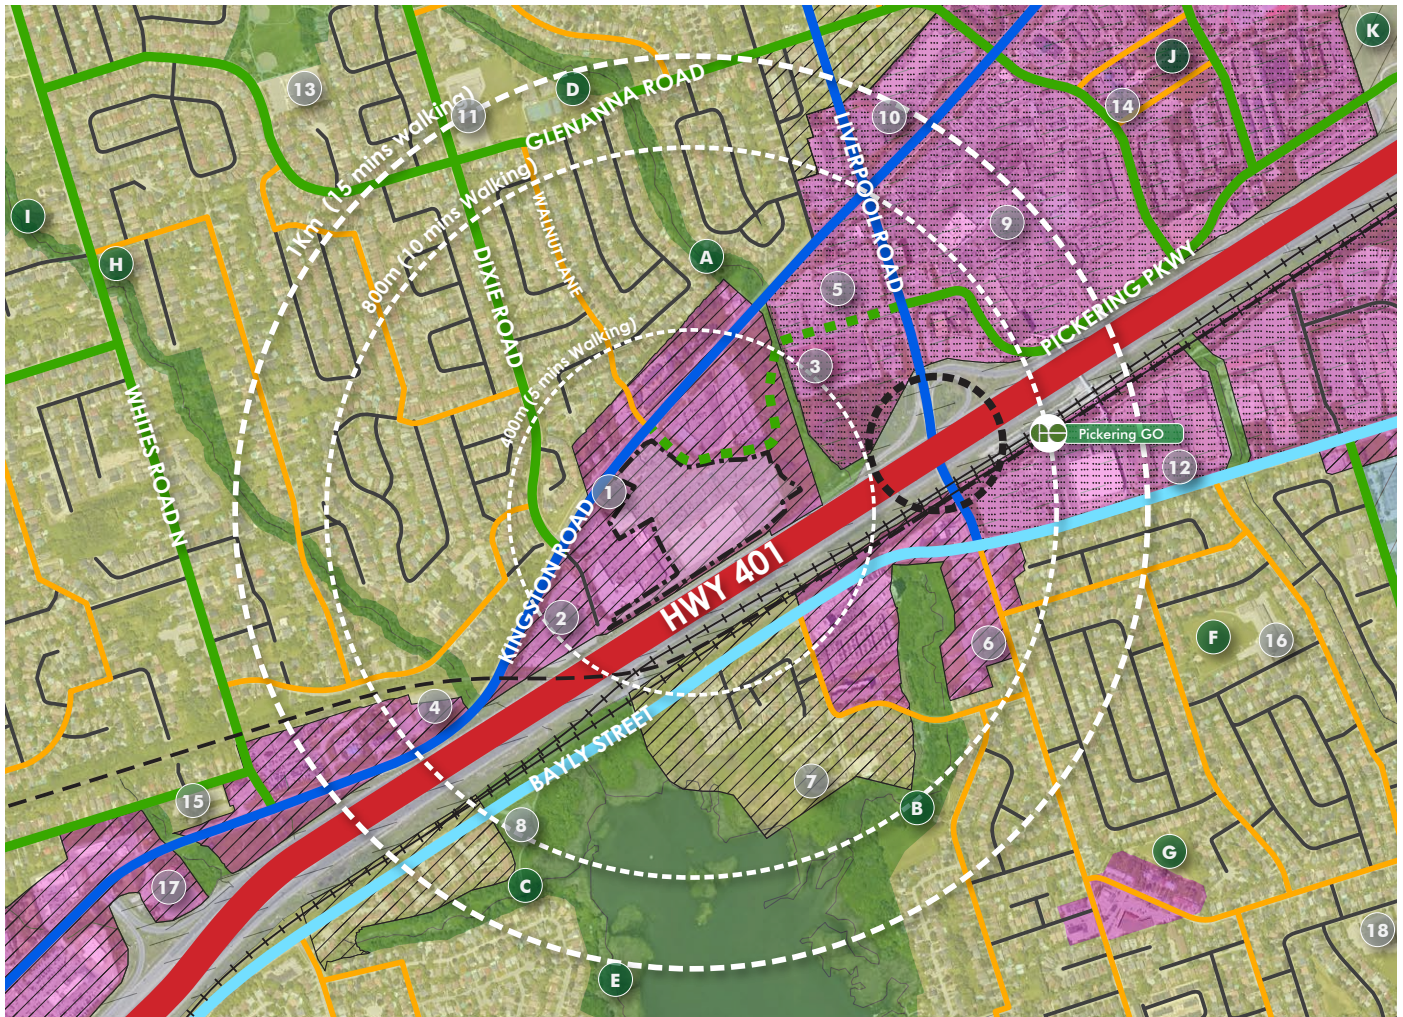 K
J
13
D
14
11
10
GLENANNA ROAD
1Km (15 mins walking)
LIVERPOOL ROAD
800m (10 mins Walking)
WALNUT LANE
I
9
H
A
DIXIE ROAD
5
PICKERING PKWY
400m (5 mins Walking)
3
WHITES ROAD N
Pickering GO
12
1
KINGSTON ROAD
HWY 401
2
F
16
6
4
BAYLY STREET
7
15
B
8
G
17
C
18
E